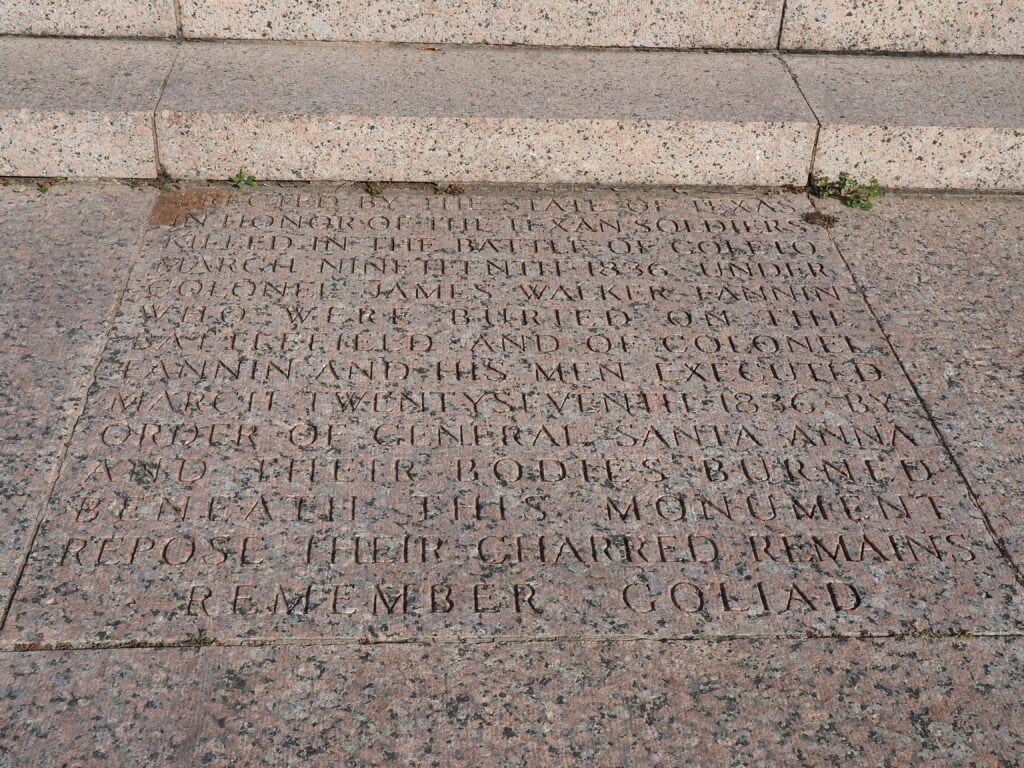 ERECTED BY THE STATE OF TEXAS
IN HONOR OF THE TEXAN SOLDIERS
KILLED IN THE BATTLE OF COLETO
MARCH NINETEENTH 1836 UNDER
COLONEL JAMES WALKER FANNIN
WHO WERE BURIED ON THE
BATTLEFIELD AND OF COLONEL
FANNIN AND HIS MEN EXECUTED
MARCH TWENTYSEVENTH 1836 BY
ORDER OF GENERAL SANTA ANNA
AND THEIR BODIES BURNED
BENEATH THIS MONUMENT
REPOSE THEIR CHARRED REMAINS
REMEMBER GOLIAD